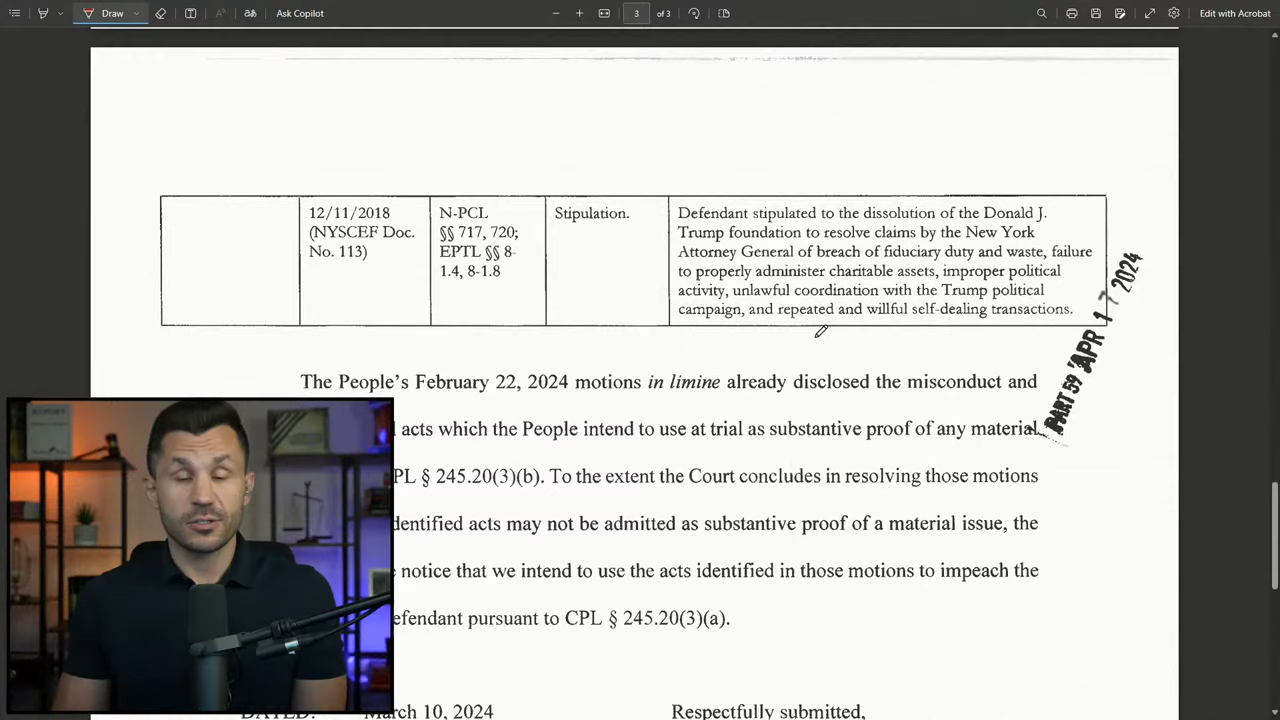 Draw
Ask Copilot
3 of 3
Edit with Acrobat
12/11/2018
(NYSCEF Doc.
No. 113)
N-PCL
§§ 717, 720;
EPTL §§ 8-
1.4, 8-1.8
Stipulation.
Defendant stipulated to the dissolution of the Donald J.
Trump foundation to resolve claims by the New York
Attorney General of breach of fiduciary duty and waste, failure
to properly administer charitable assets, improper political
activity, unlawful coordination with the Trump political
campaign, and repeated and willful self-dealing transactions.
PART 59 APR 17 2024
The People's February 22, 2024 motions in limine already disclosed the misconduct and
acts which the People intend to use at trial as substantive proof of any material
PL § 245.20(3)(b). To the extent the Court concludes in resolving those motions
dentified acts may not be admitted as substantive proof of a material issue, the
notice that we intend to use the acts identified in those motions to impeach the
efendant pursuant to CPL § 245.20(3)(a).
DATED: March 10, 2024
Respectfully submitted,